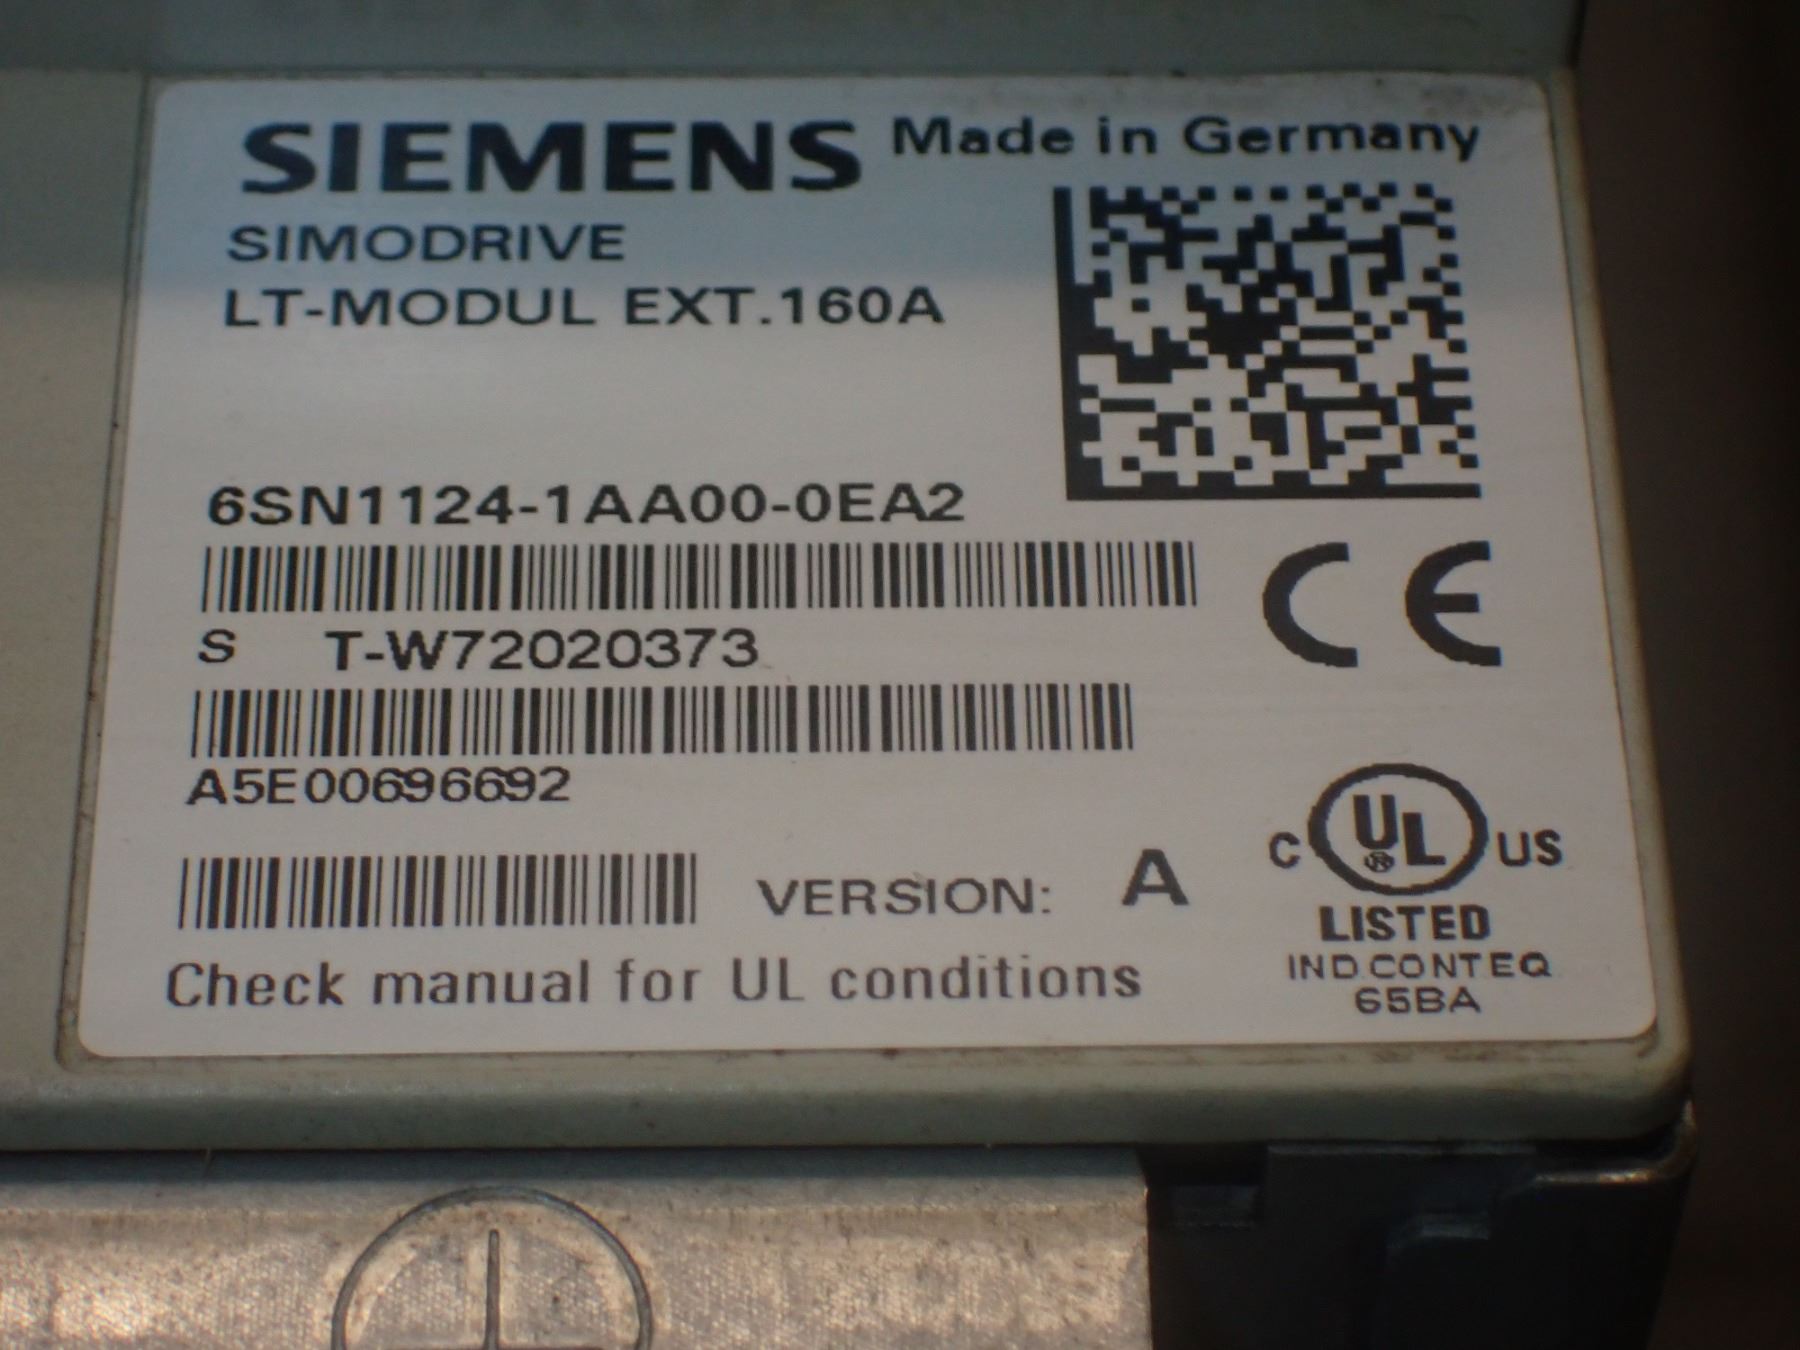 SIEMENS Made in Germany
SIMODRIVE
LT-MODUL EXT.160A
6SN1124-1AA00-0EA2
S T-W72020373
A5E00696692
VERSION: A
Check manual for UL conditions
CE
C UL ® US
LISTED
IND.CONT.EQ
65BA